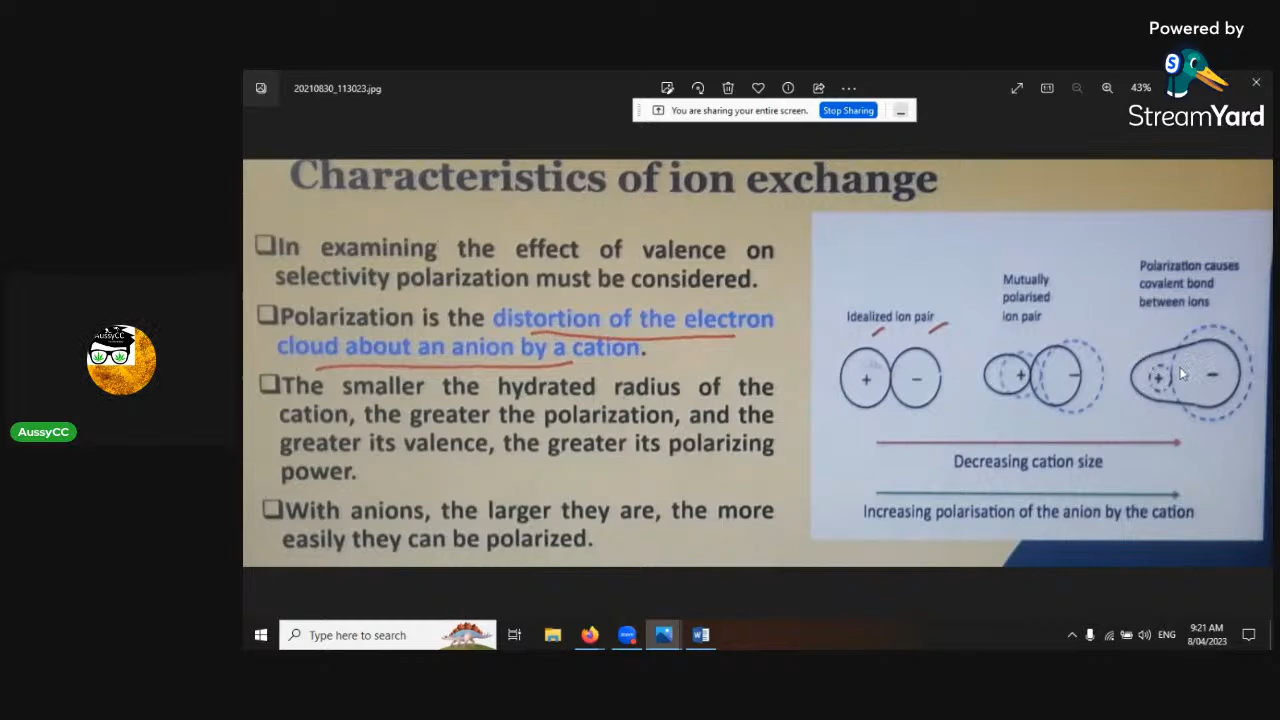 Powered by
StreamYard
20210830_113023.jpg
43%
You are sharing your entire screen.
Stop Sharing
Characteristics of ion exchange
In examining the effect of valence on
selectivity polarization must be considered.
Polarization is the distortion of the electron
cloud about an anion by a cation.
The smaller the hydrated radius of the
cation, the greater the polarization, and the
greater its valence, the greater its polarizing
power.
With anions, the larger they are, the more
easily they can be polarized.
Idealized ion pair
Mutually
polarised
ion pair
Polarization causes
covalent bond
between ions
+
−
+
−
+
−
Decreasing cation size
Increasing polarisation of the anion by the cation
AussyCC
AussyCC
Type here to search
ENG
9:21 AM
8/04/2023